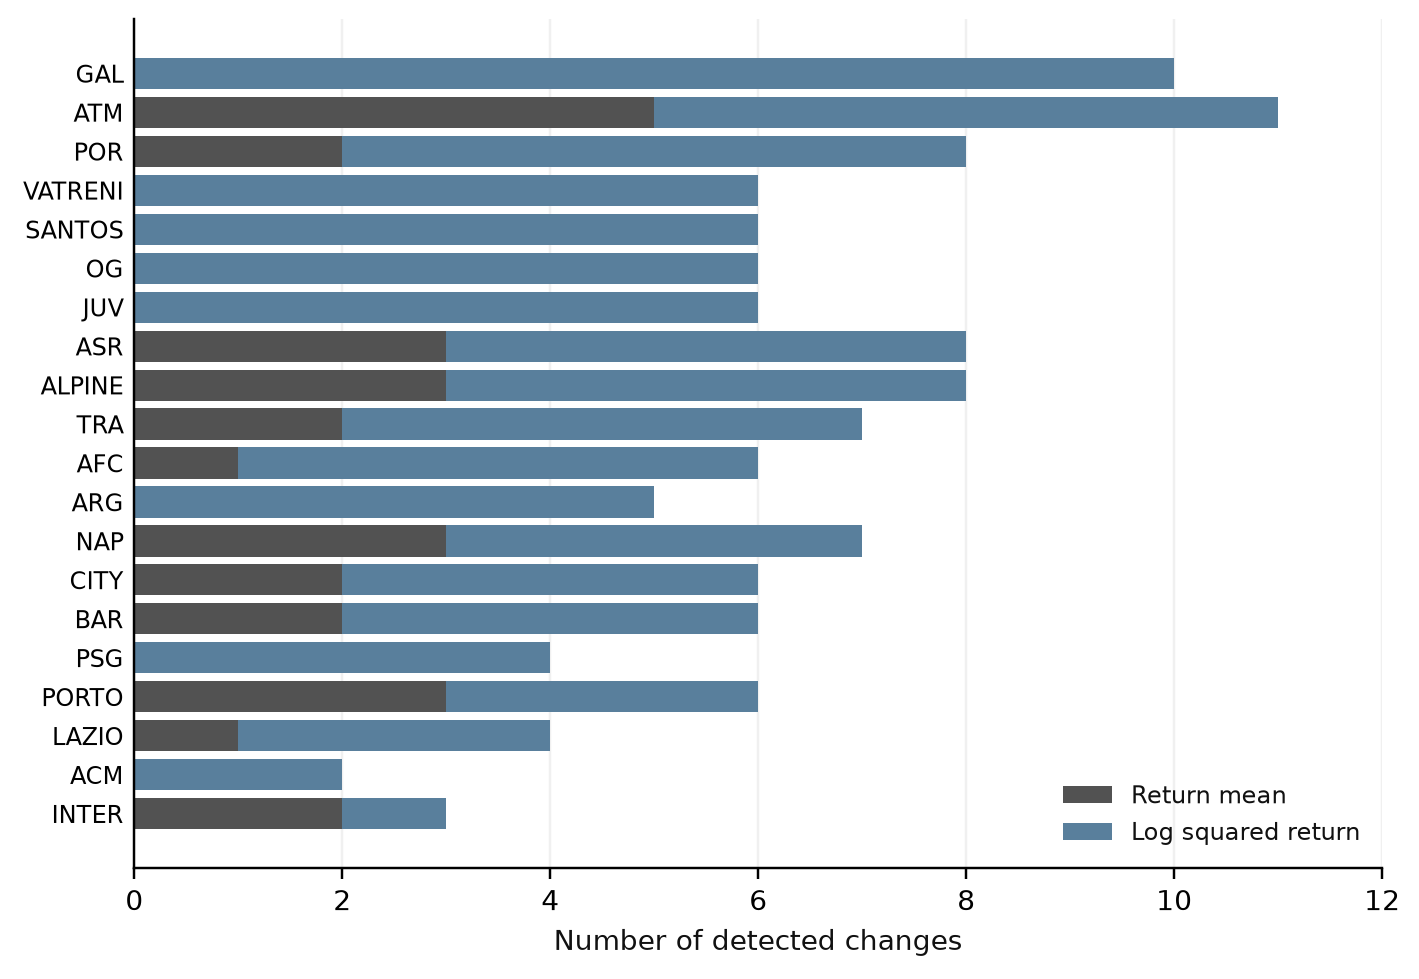 GAL
ATM
POR
VATRENI
SANTOS
OG
JUV
ASR
ALPINE
TRA
AFC
ARG
NAP
CITY
BAR
PSG
PORTO
LAZIO
ACM
INTER
Return mean
Log squared return
0 2 4 6 8 10 12
Number of detected changes